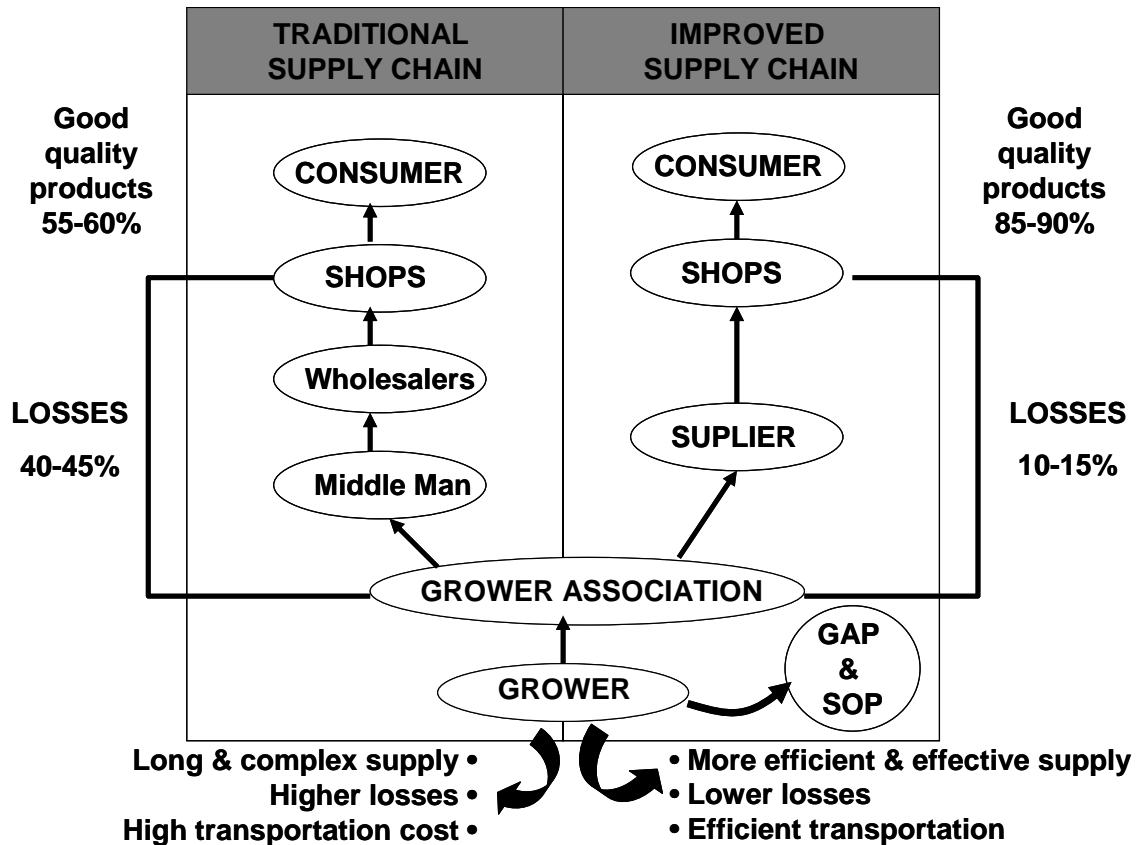 TRADITIONAL
SUPPLY CHAIN
IMPROVED
SUPPLY CHAIN
Good
quality
products
55-60%
CONSUMER
SHOPS
Wholesalers
Middle Man
LOSSES
40-45%
CONSUMER
SHOPS
SUPLIER
Good
quality
products
85-90%
LOSSES
10-15%
GROWER ASSOCIATION
GROWER
GAP
&
SOP
Long & complex supply •
Higher losses •
High transportation cost •
• More efficient & effective supply
• Lower losses
• Efficient transportation